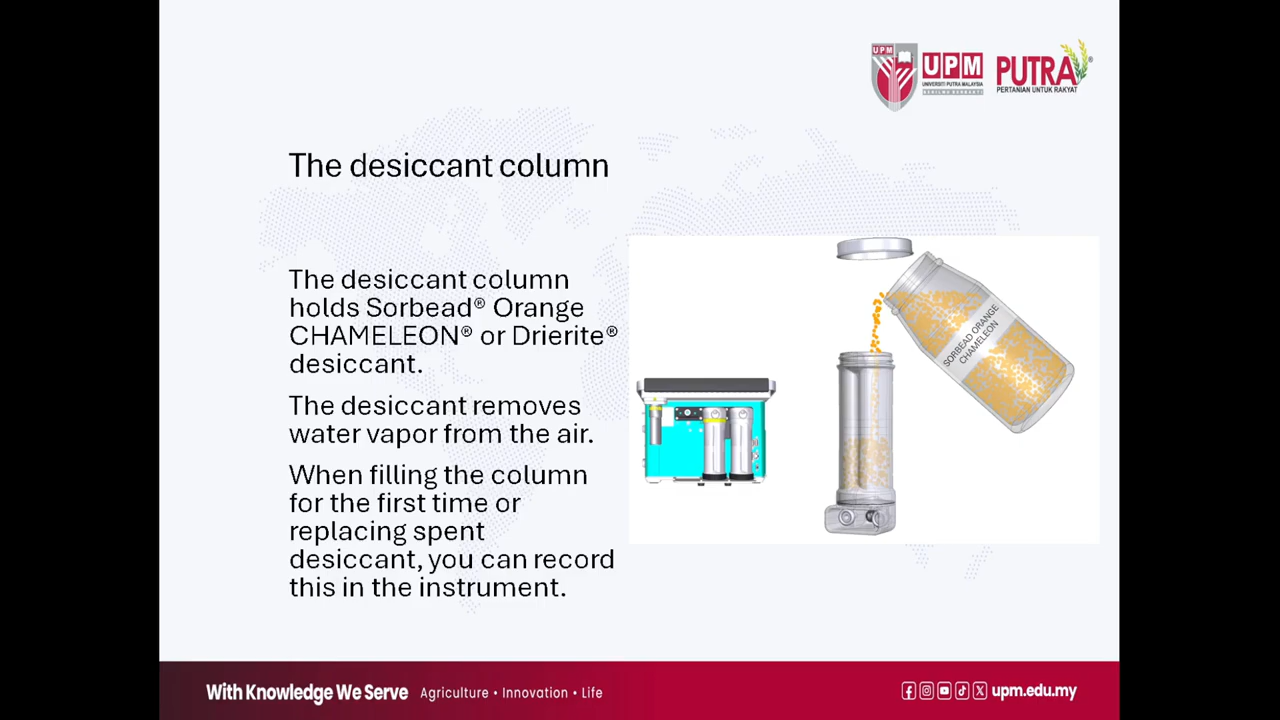 UPM
UPM
UNIVERSITI PUTRA MALAYSIA
BERILMU BERBAKTI
PUTRA®
PERTANIAN UNTUK RAKYAT
The desiccant column
The desiccant column
holds Sorbead® Orange
CHAMELEON® or Drierite®
desiccant.
The desiccant removes
water vapor from the air.
When filling the column
for the first time or
replacing spent
desiccant, you can record
this in the instrument.
SORBEAD ORANGE
CHAMELEON
With Knowledge We Serve Agriculture • Innovation • Life
upm.edu.my